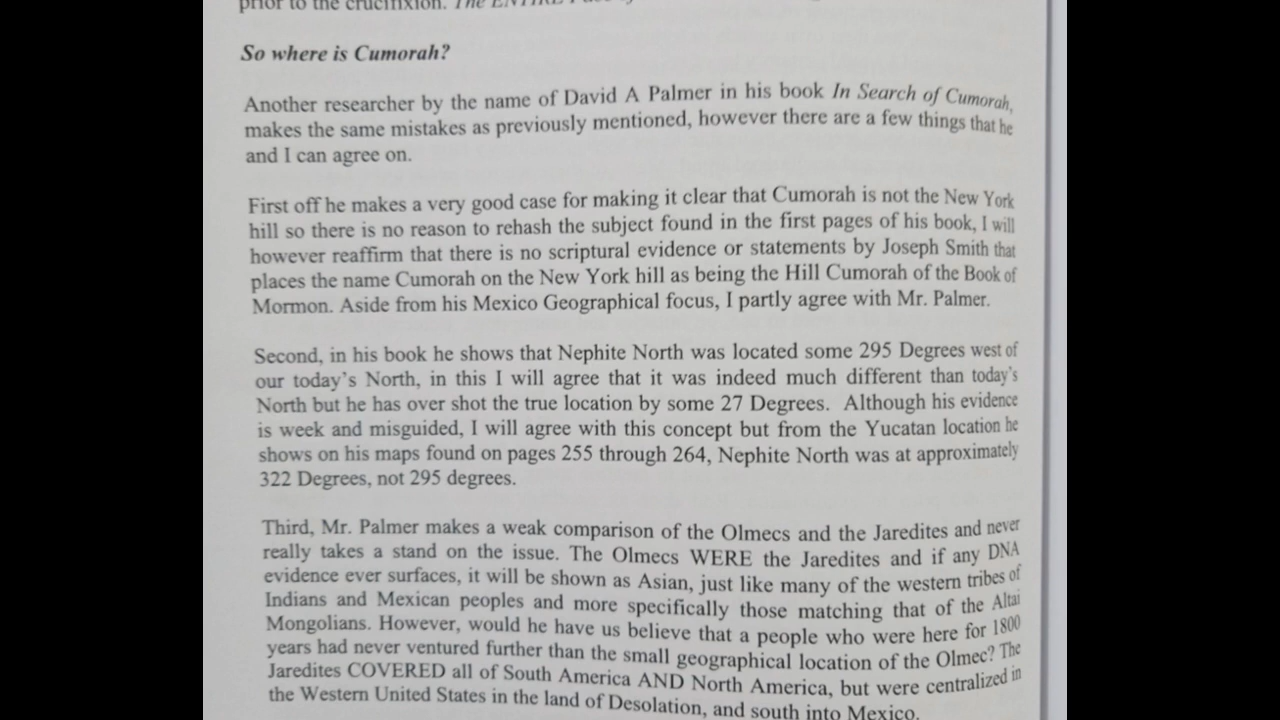 prior to the crucifixion. The ENTIRE
So where is Cumorah?
Another researcher by the name of David A Palmer in his book In Search of Cumorah,
makes the same mistakes as previously mentioned, however there are a few things that he
and I can agree on.
First off he makes a very good case for making it clear that Cumorah is not the New York
hill so there is no reason to rehash the subject found in the first pages of his book, I will
however reaffirm that there is no scriptural evidence or statements by Joseph Smith that
places the name Cumorah on the New York hill as being the Hill Cumorah of the Book of
Mormon. Aside from his Mexico Geographical focus, I partly agree with Mr. Palmer.
Second, in his book he shows that Nephite North was located some 295 Degrees west of
our today's North, in this I will agree that it was indeed much different than today's
North but he has over shot the true location by some 27 Degrees. Although his evidence
is week and misguided, I will agree with this concept but from the Yucatan location he
shows on his maps found on pages 255 through 264, Nephite North was at approximately
322 Degrees, not 295 degrees.
Third, Mr. Palmer makes a weak comparison of the Olmecs and the Jaredites and never
really takes a stand on the issue. The Olmecs WERE the Jaredites and if any DNA
evidence ever surfaces, it will be shown as Asian, just like many of the western tribes of
Indians and Mexican peoples and more specifically those matching that of the Altai
Mongolians. However, would he have us believe that a people who were here for 1800
years had never ventured further than the small geographical location of the Olmec? The
Jaredites COVERED all of South America AND North America, but were centralized in
the Western United States in the land of Desolation, and south into Mexico.